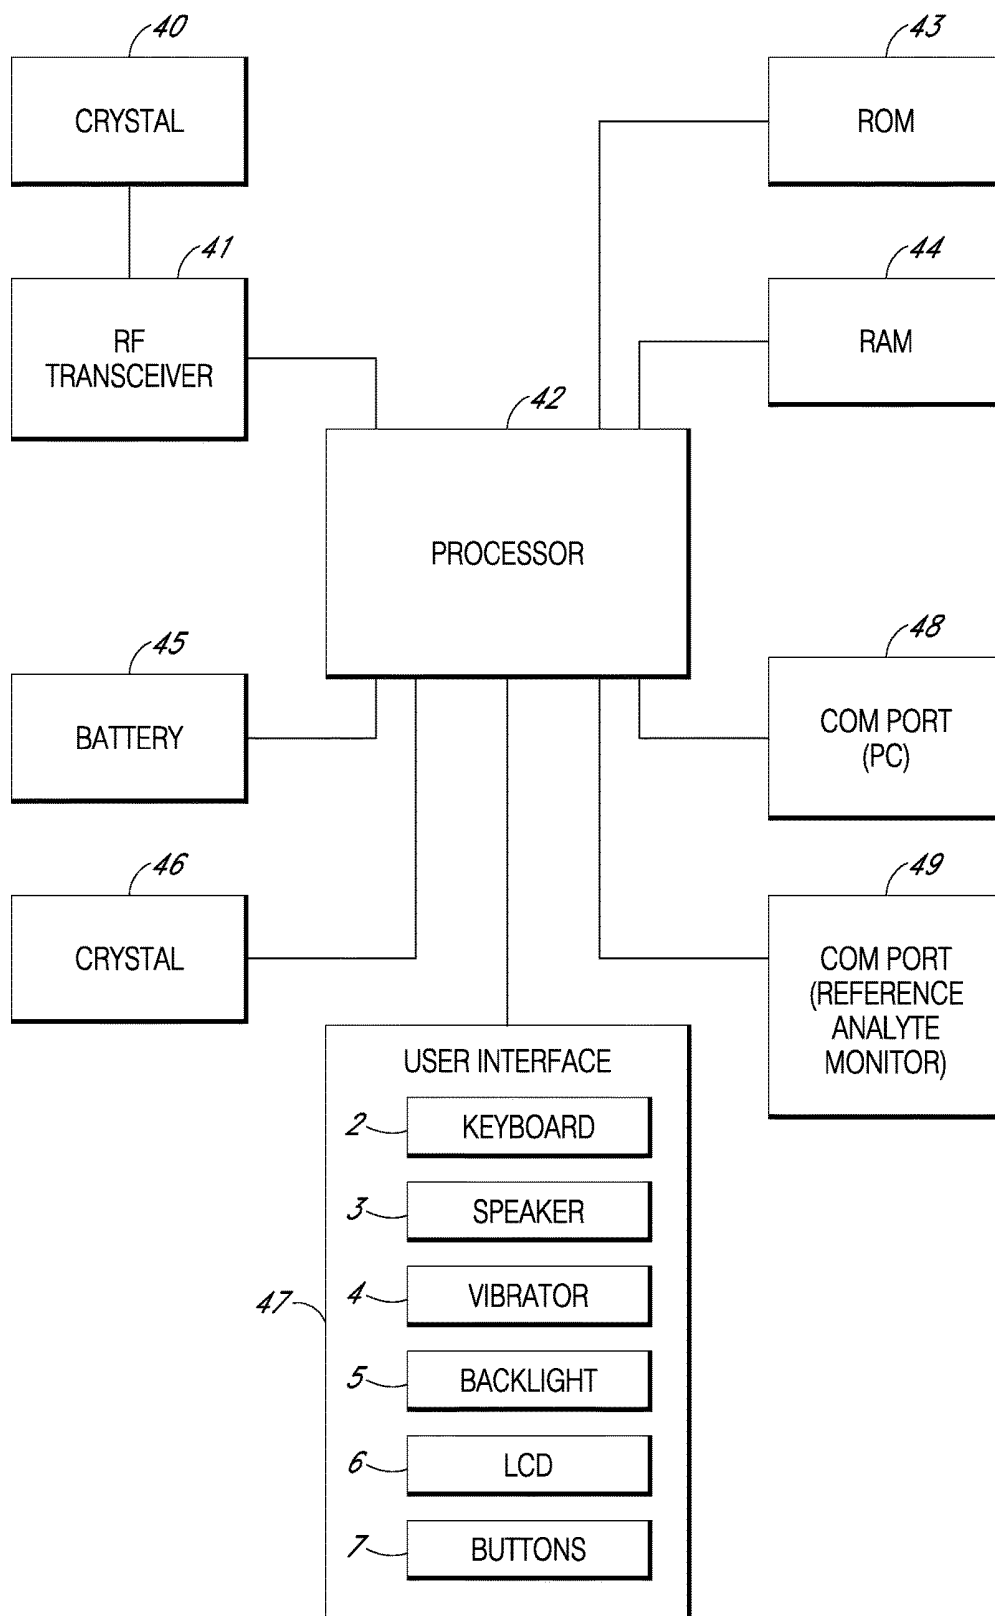 40
CRYSTAL
43
ROM
41
RF
TRANSCEIVER
44
RAM
42
PROCESSOR
45
BATTERY
48
COM PORT
(PC)
46
CRYSTAL
49
COM PORT
(REFERENCE
ANALYTE
MONITOR)
47
USER INTERFACE
2 KEYBOARD
3 SPEAKER
4 VIBRATOR
5 BACKLIGHT
6 LCD
7 BUTTONS